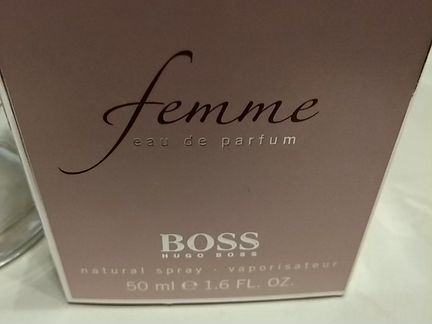 femme
eau de parfum
BOSS
HUGO BOSS
natural spray · vaporisateur
50 ml ℮ 1.6 FL. OZ.